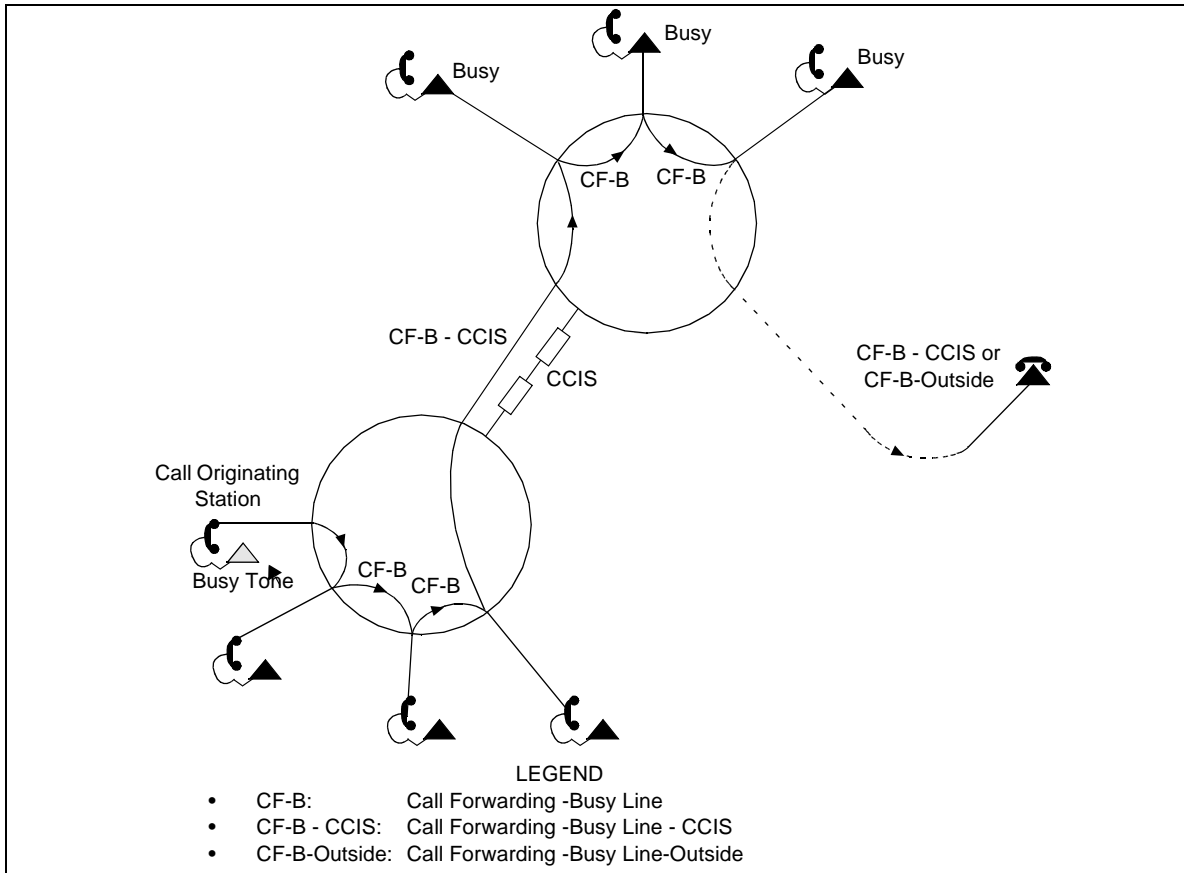 Busy
Busy
Busy
CF-B
CF-B
CF-B - CCIS
CCIS
CF-B - CCIS or
CF-B-Outside
Call Originating
Station
Busy Tone
CF-B
CF-B
LEGEND
• CF-B: Call Forwarding -Busy Line
• CF-B - CCIS: Call Forwarding -Busy Line - CCIS
• CF-B-Outside: Call Forwarding -Busy Line-Outside